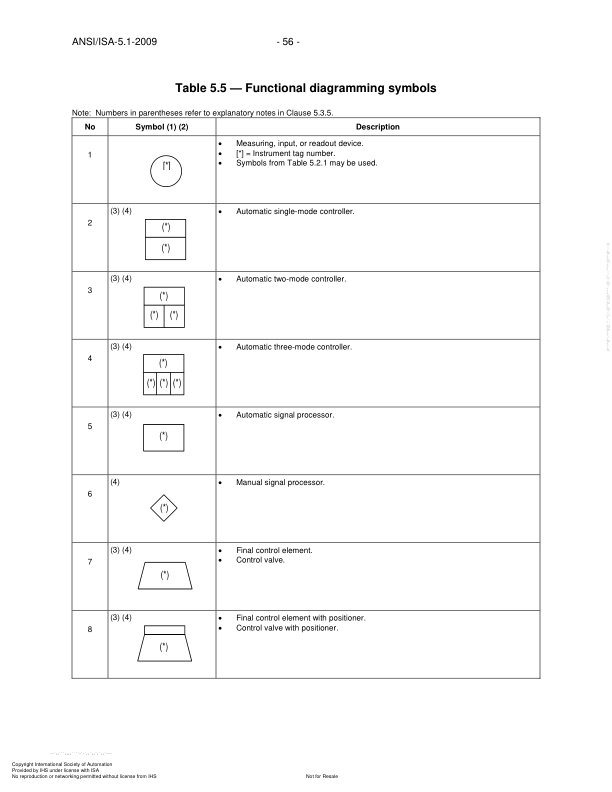 ANSI/ISA-5.1-2009
- 56 -
Table 5.5 — Functional diagramming symbols
Note: Numbers in parentheses refer to explanatory notes in Clause 5.3.5.
No Symbol (1) (2) Description
1
[*]
• Measuring, input, or readout device.
• [*] = Instrument tag number.
• Symbols from Table 5.2.1 may be used.
2
(3) (4)
(*)
(*)
• Automatic single-mode controller.
3
(3) (4)
(*)
(*) (*)
• Automatic two-mode controller.
4
(3) (4)
(*)
(*) (*) (*)
• Automatic three-mode controller.
5
(3) (4)
(*)
• Automatic signal processor.
6
(4)
(*)
• Manual signal processor.
7
(3) (4)
(*)
• Final control element.
• Control valve.
8
(3) (4)
(*)
• Final control element with positioner.
• Control valve with positioner.
Copyright International Society of Automation
Provided by IHS under license with ISA
No reproduction or networking permitted without license from IHS
Not for Resale